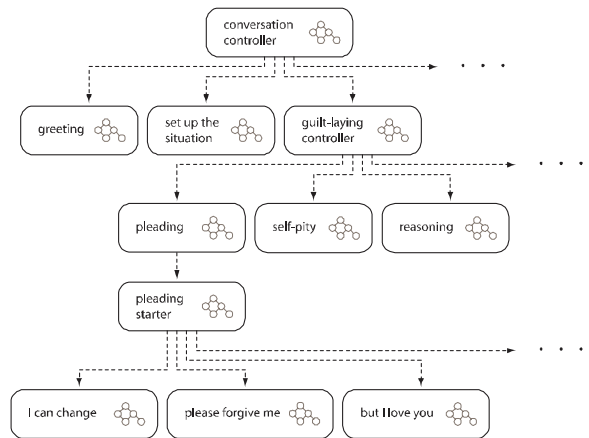 conversation
controller
greeting
set up the
situation
guilt-laying
controller
pleading
self-pity
reasoning
pleading
starter
I can change
please forgive me
but I love you